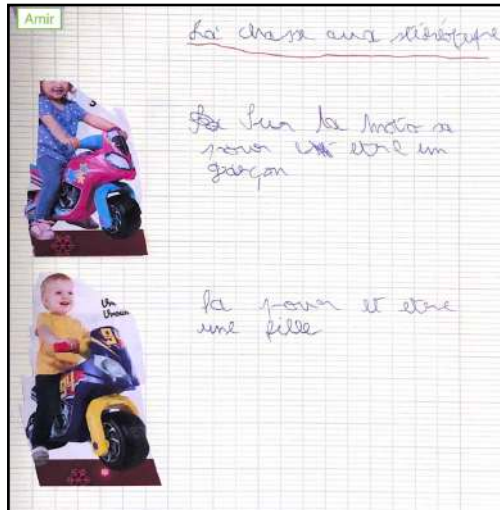 Amir
La chasse aux stéréotype
Sur la moto sa
pour etre un
garçon
Vroum
sa pour et etre
une fille